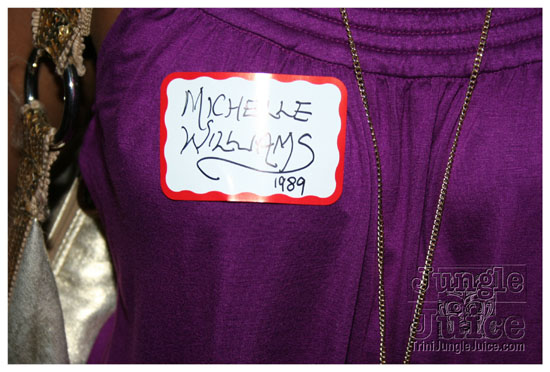 MICHELLE
WILLIAMS
1989
Jungle
Juice
TriniJungleJuice.com